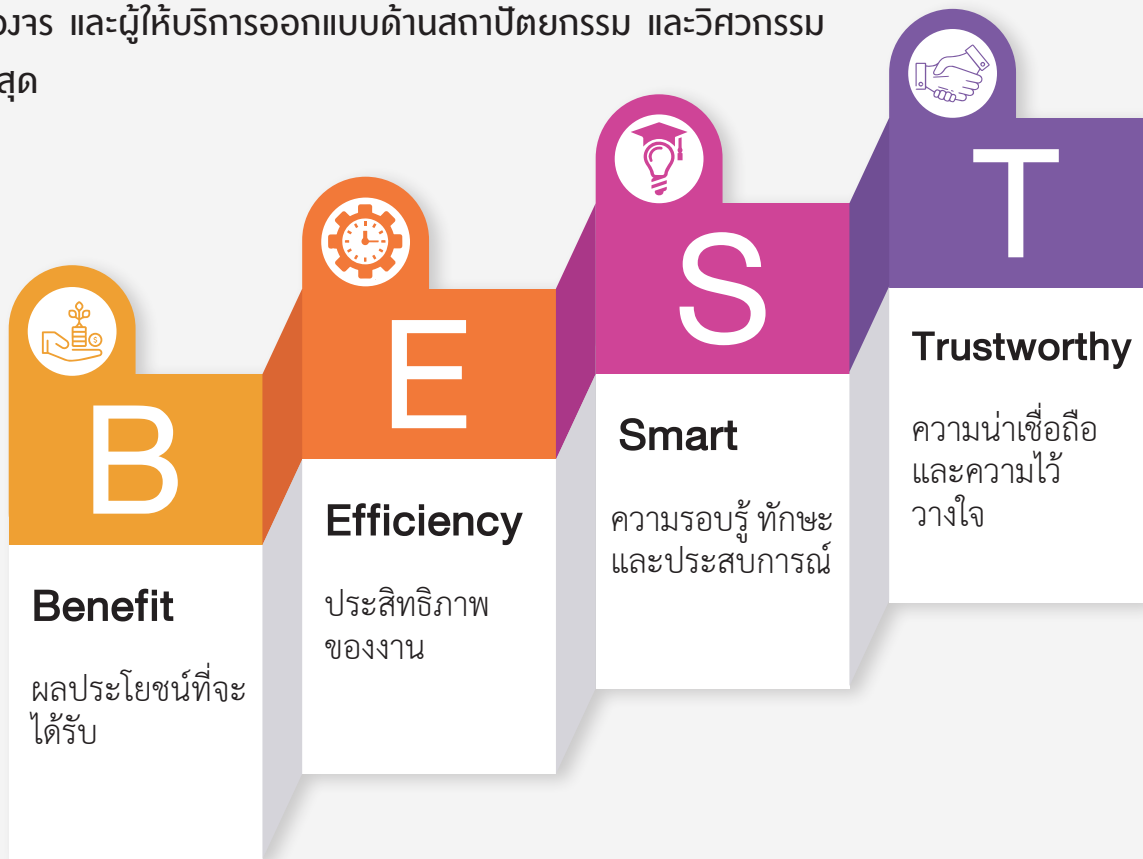 งจร และผู้ให้บริการออกแบบด้านสถาปัตยกรรม และวิศวกรรม
สุด
B
Benefit
ผลประโยชน์ที่จะ
ได้รับ
E
Efficiency
ประสิทธิภาพ
ของงาน
S
Smart
ความรอบรู้ ทักษะ
และประสบการณ์
T
Trustworthy
ความน่าเชื่อถือ
และความไว้
วางใจ